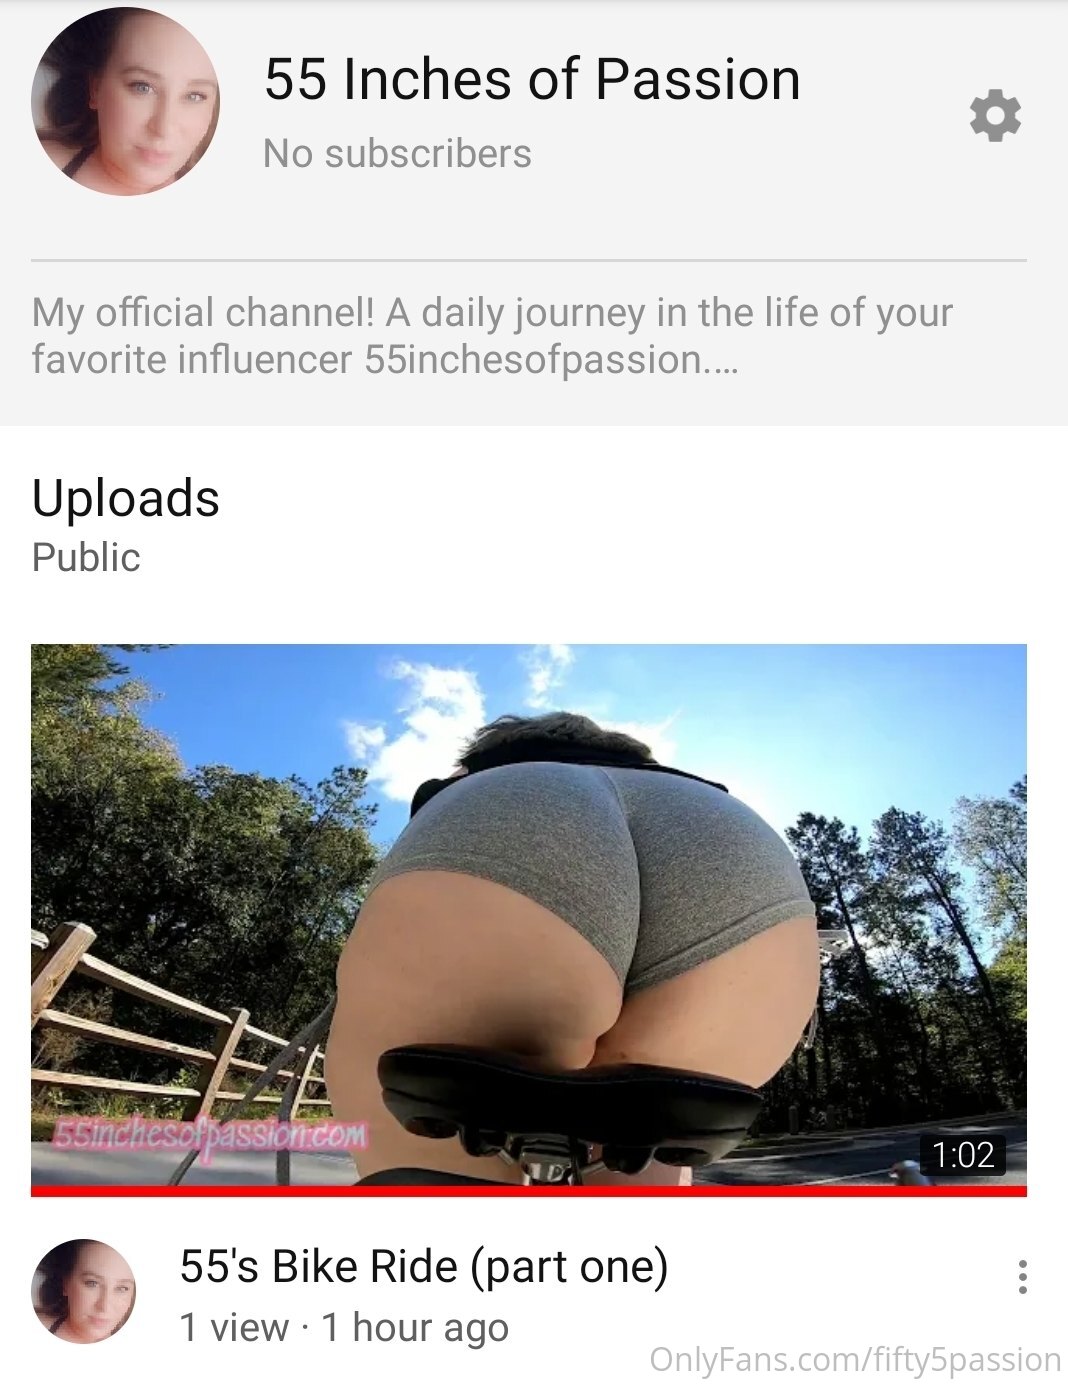 55 Inches of Passion
No subscribers
My official channel! A daily journey in the life of your
favorite influencer 55inchesofpassion....
Uploads
Public
55inchesofpassion.com
1:02
55's Bike Ride (part one)
1 view · 1 hour ago
OnlyFans.com/fifty5passion